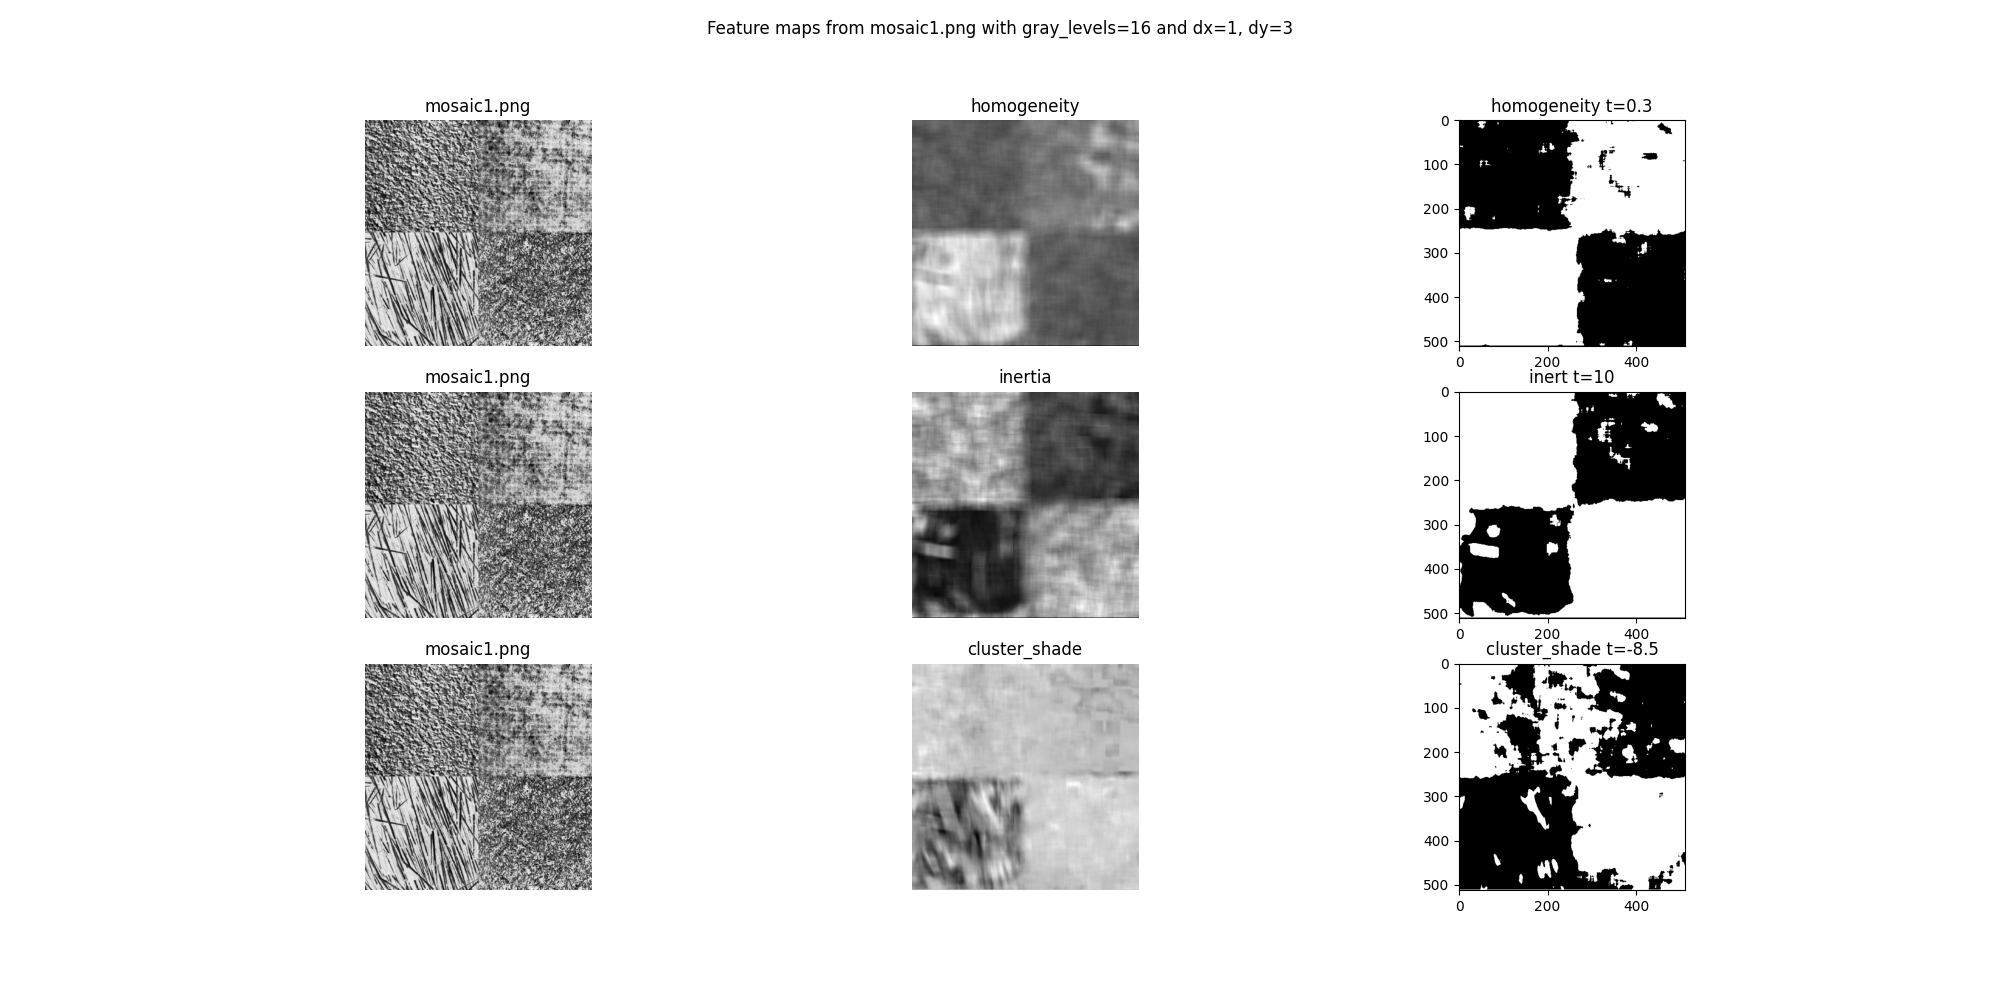 Feature maps from mosaic1.png with gray_levels=16 and dx=1, dy=3
mosaic1.png
homogeneity
homogeneity t=0.3
0
100
200
300
400
500
0 200 400
mosaic1.png
inertia
inert t=10
0
100
200
300
400
500
0 200 400
mosaic1.png
cluster_shade
cluster_shade t=-8.5
0
100
200
300
400
500
0 200 400